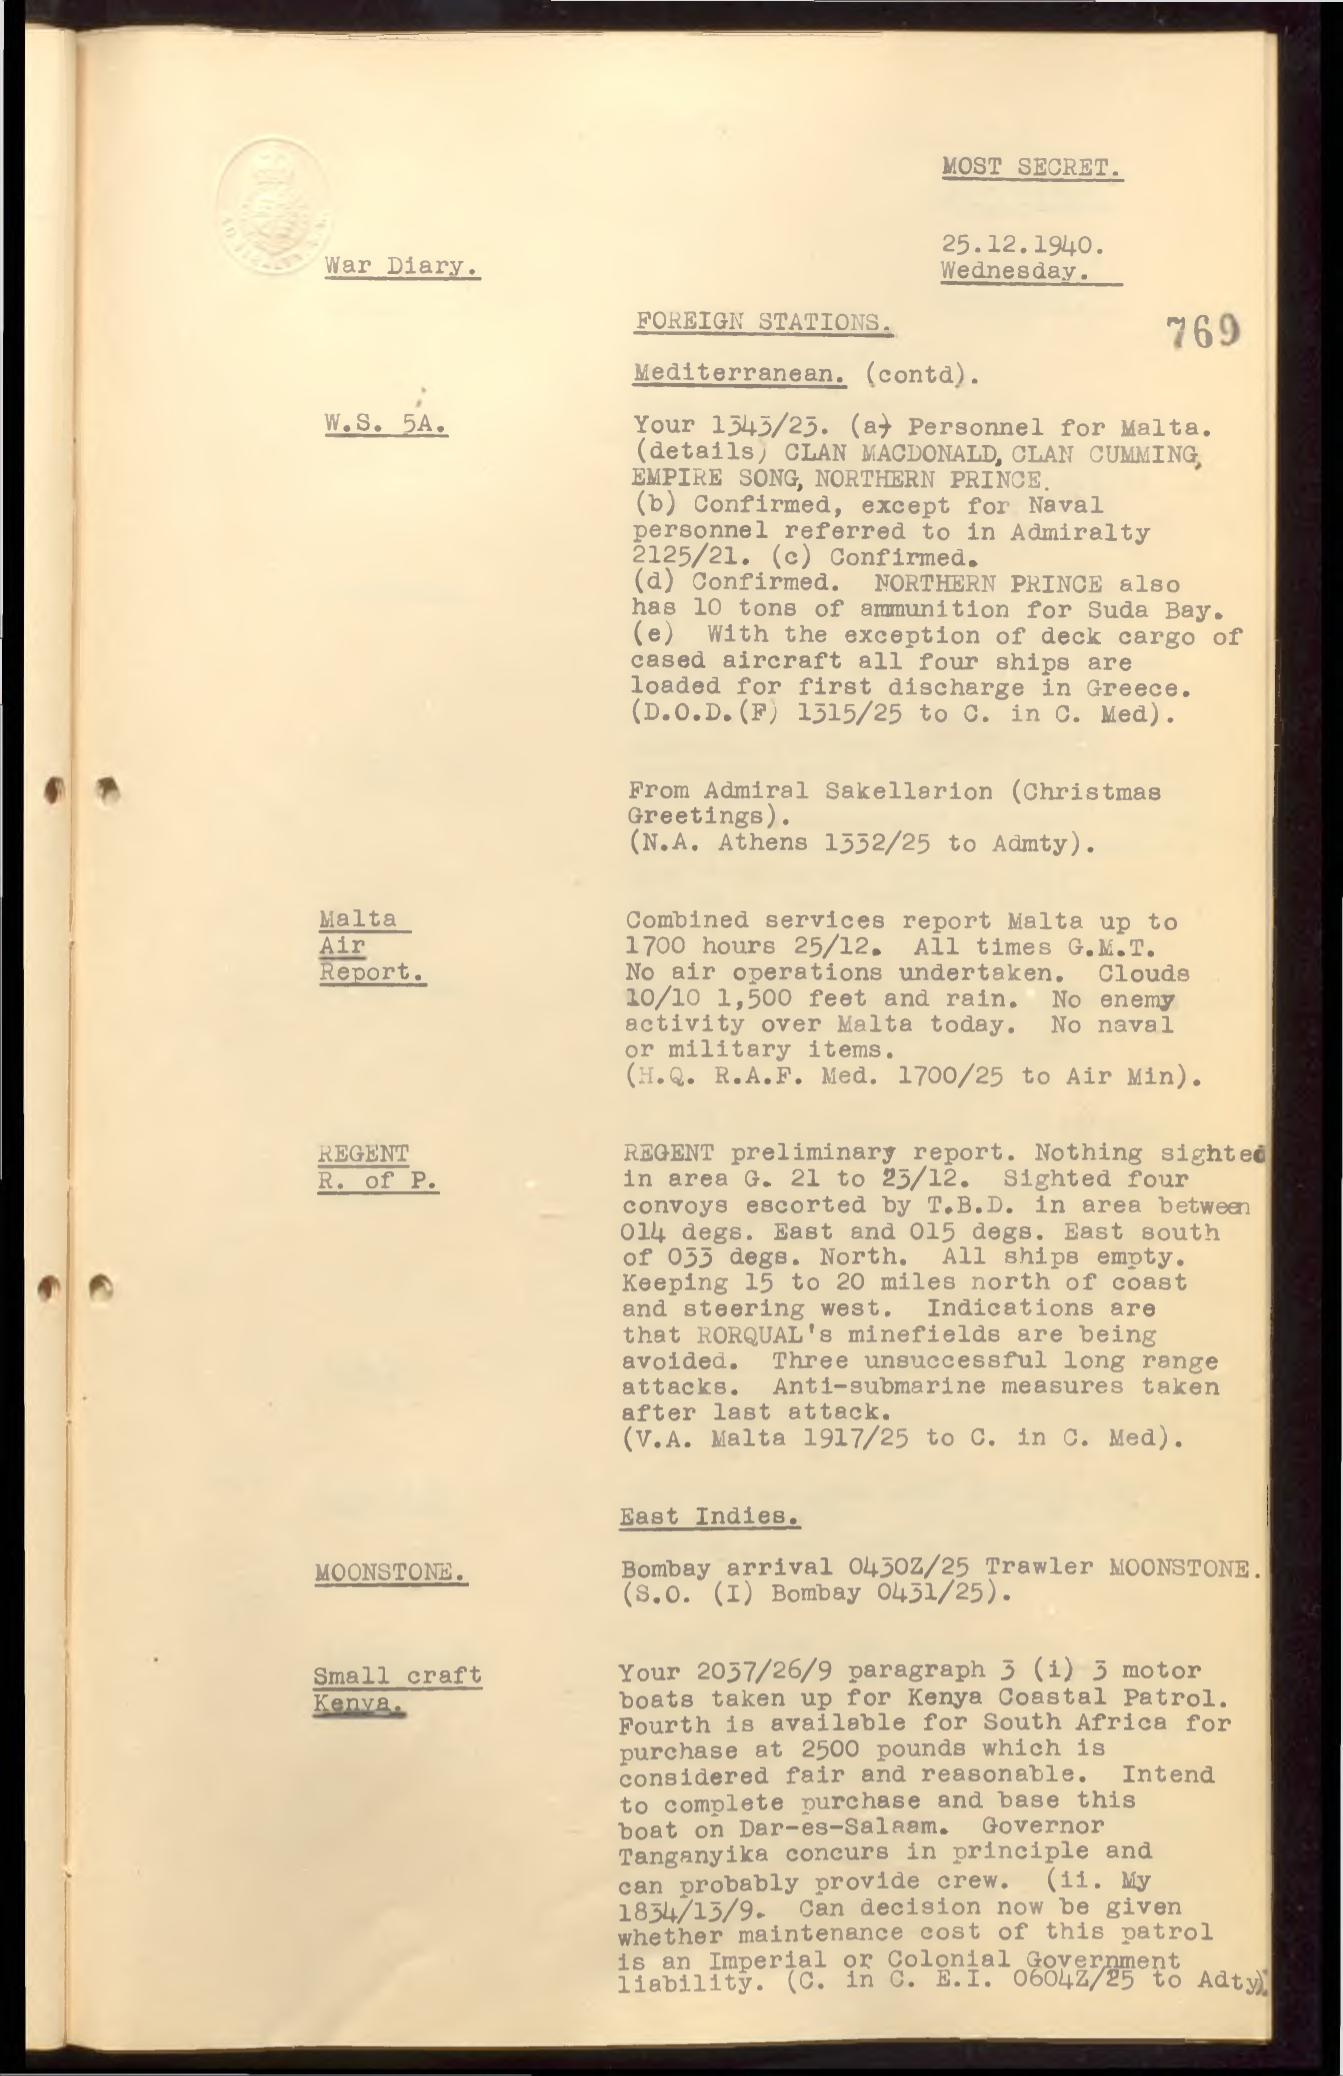 MOST SECRET.
25.12.1940.
War Diary.
Wednesday.
FOREIGN STATIONS.
769
Mediterranean. (contd).
W.S. 5A.
Your 1343/23. (a) Personnel for Malta.
(details) CLAN MACDONALD, CLAN CUMMING,
EMPIRE SONG, NORTHERN PRINCE.
(b) Confirmed, except for Naval
personnel referred to in Admiralty
2125/21. (c) Confirmed.
(d) Confirmed. NORTHERN PRINCE also
has 10 tons of ammunition for Suda Bay.
(e) With the exception of deck cargo of
cased aircraft all four ships are
loaded for first discharge in Greece.
(D.O.D.(F) 1315/25 to C. in C. Med).
From Admiral Sakellarion (Christmas
Greetings).
(N.A. Athens 1332/25 to Admty).
Malta
Air
Report.
Combined services report Malta up to
1700 hours 25/12. All times G.M.T.
No air operations undertaken. Clouds
10/10 1,500 feet and rain. No enemy
activity over Malta today. No naval
or military items.
(H.Q. R.A.F. Med. 1700/25 to Air Min).
REGENT
R. of P.
REGENT preliminary report. Nothing sighted
in area G. 21 to 23/12. Sighted four
convoys escorted by T.B.D. in area between
014 degs. East and 015 degs. East south
of 033 degs. North. All ships empty.
Keeping 15 to 20 miles north of coast
and steering west. Indications are
that RORQUAL's minefields are being
avoided. Three unsuccessful long range
attacks. Anti-submarine measures taken
after last attack.
(V.A. Malta 1917/25 to C. in C. Med).
East Indies.
MOONSTONE.
Bombay arrival 0430Z/25 Trawler MOONSTONE.
(S.O. (I) Bombay 0431/25).
Small craft
Kenya.
Your 2037/26/9 paragraph 3 (i) 3 motor
boats taken up for Kenya Coastal Patrol.
Fourth is available for South Africa for
purchase at 2500 pounds which is
considered fair and reasonable. Intend
to complete purchase and base this
boat on Dar-es-Salaam. Governor
Tanganyika concurs in principle and
can probably provide crew. (ii. My
1834/13/9. Can decision now be given
whether maintenance cost of this patrol
is an Imperial or Colonial Government
liability. (C. in C. E.I. 0604Z/25 to Adty).